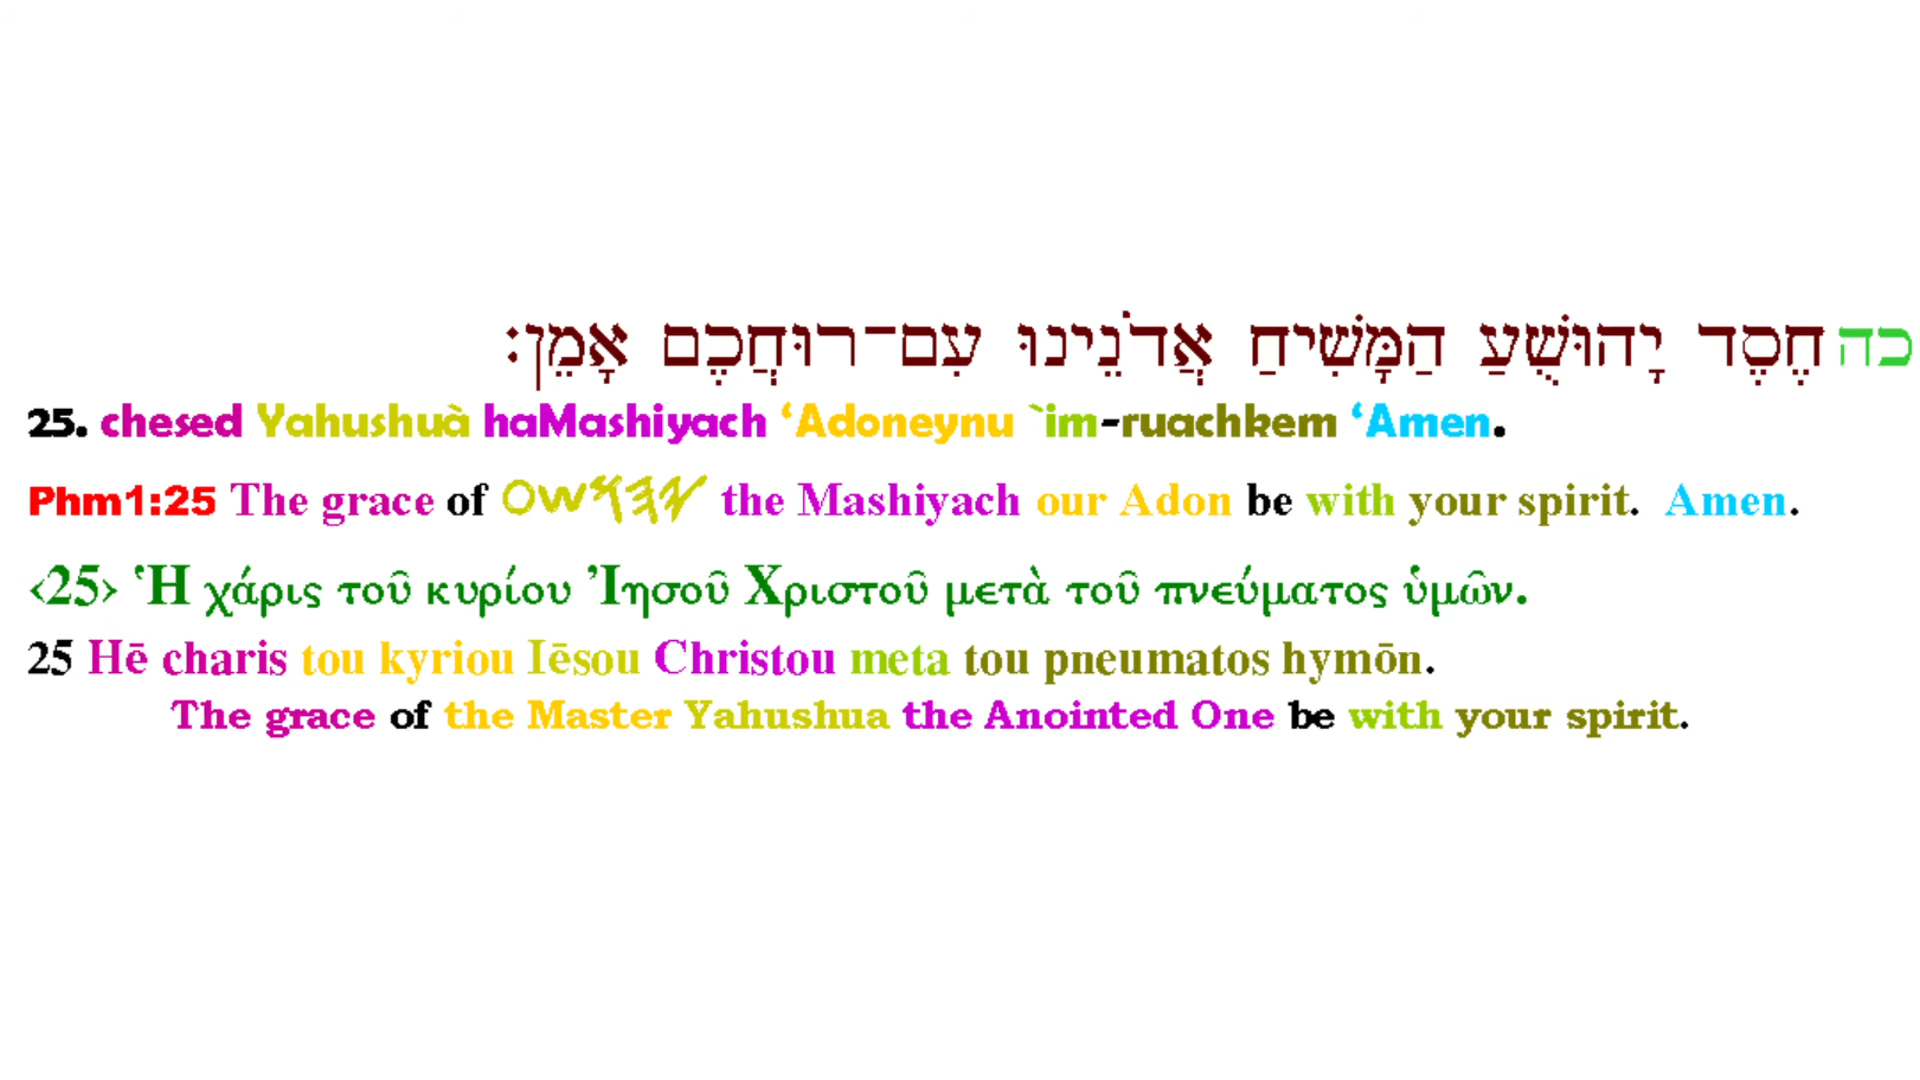 כה חֶסֶד יָהוּשֻׁעַ הַמָּשִׁיחַ אֲדֹנֵינוּ עִם־רוּחֲכֶם אָמֵן׃
25. chesed Yahushuà haMashiyach ‘Adoneynu `im-ruachkem ‘Amen.
Phm1:25 The grace of 𐤉𐤄𐤅𐤔𐤏 the Mashiyach our Adon be with your spirit. Amen.
‹25› Ἡ χάρις τοῦ κυρίου Ἰησοῦ Χριστοῦ μετὰ τοῦ πνεύματος ὑμῶν.
25 Hē charis tou kyriou Iēsou Christou meta tou pneumatos hymōn.
The grace of the Master Yahushua the Anointed One be with your spirit.